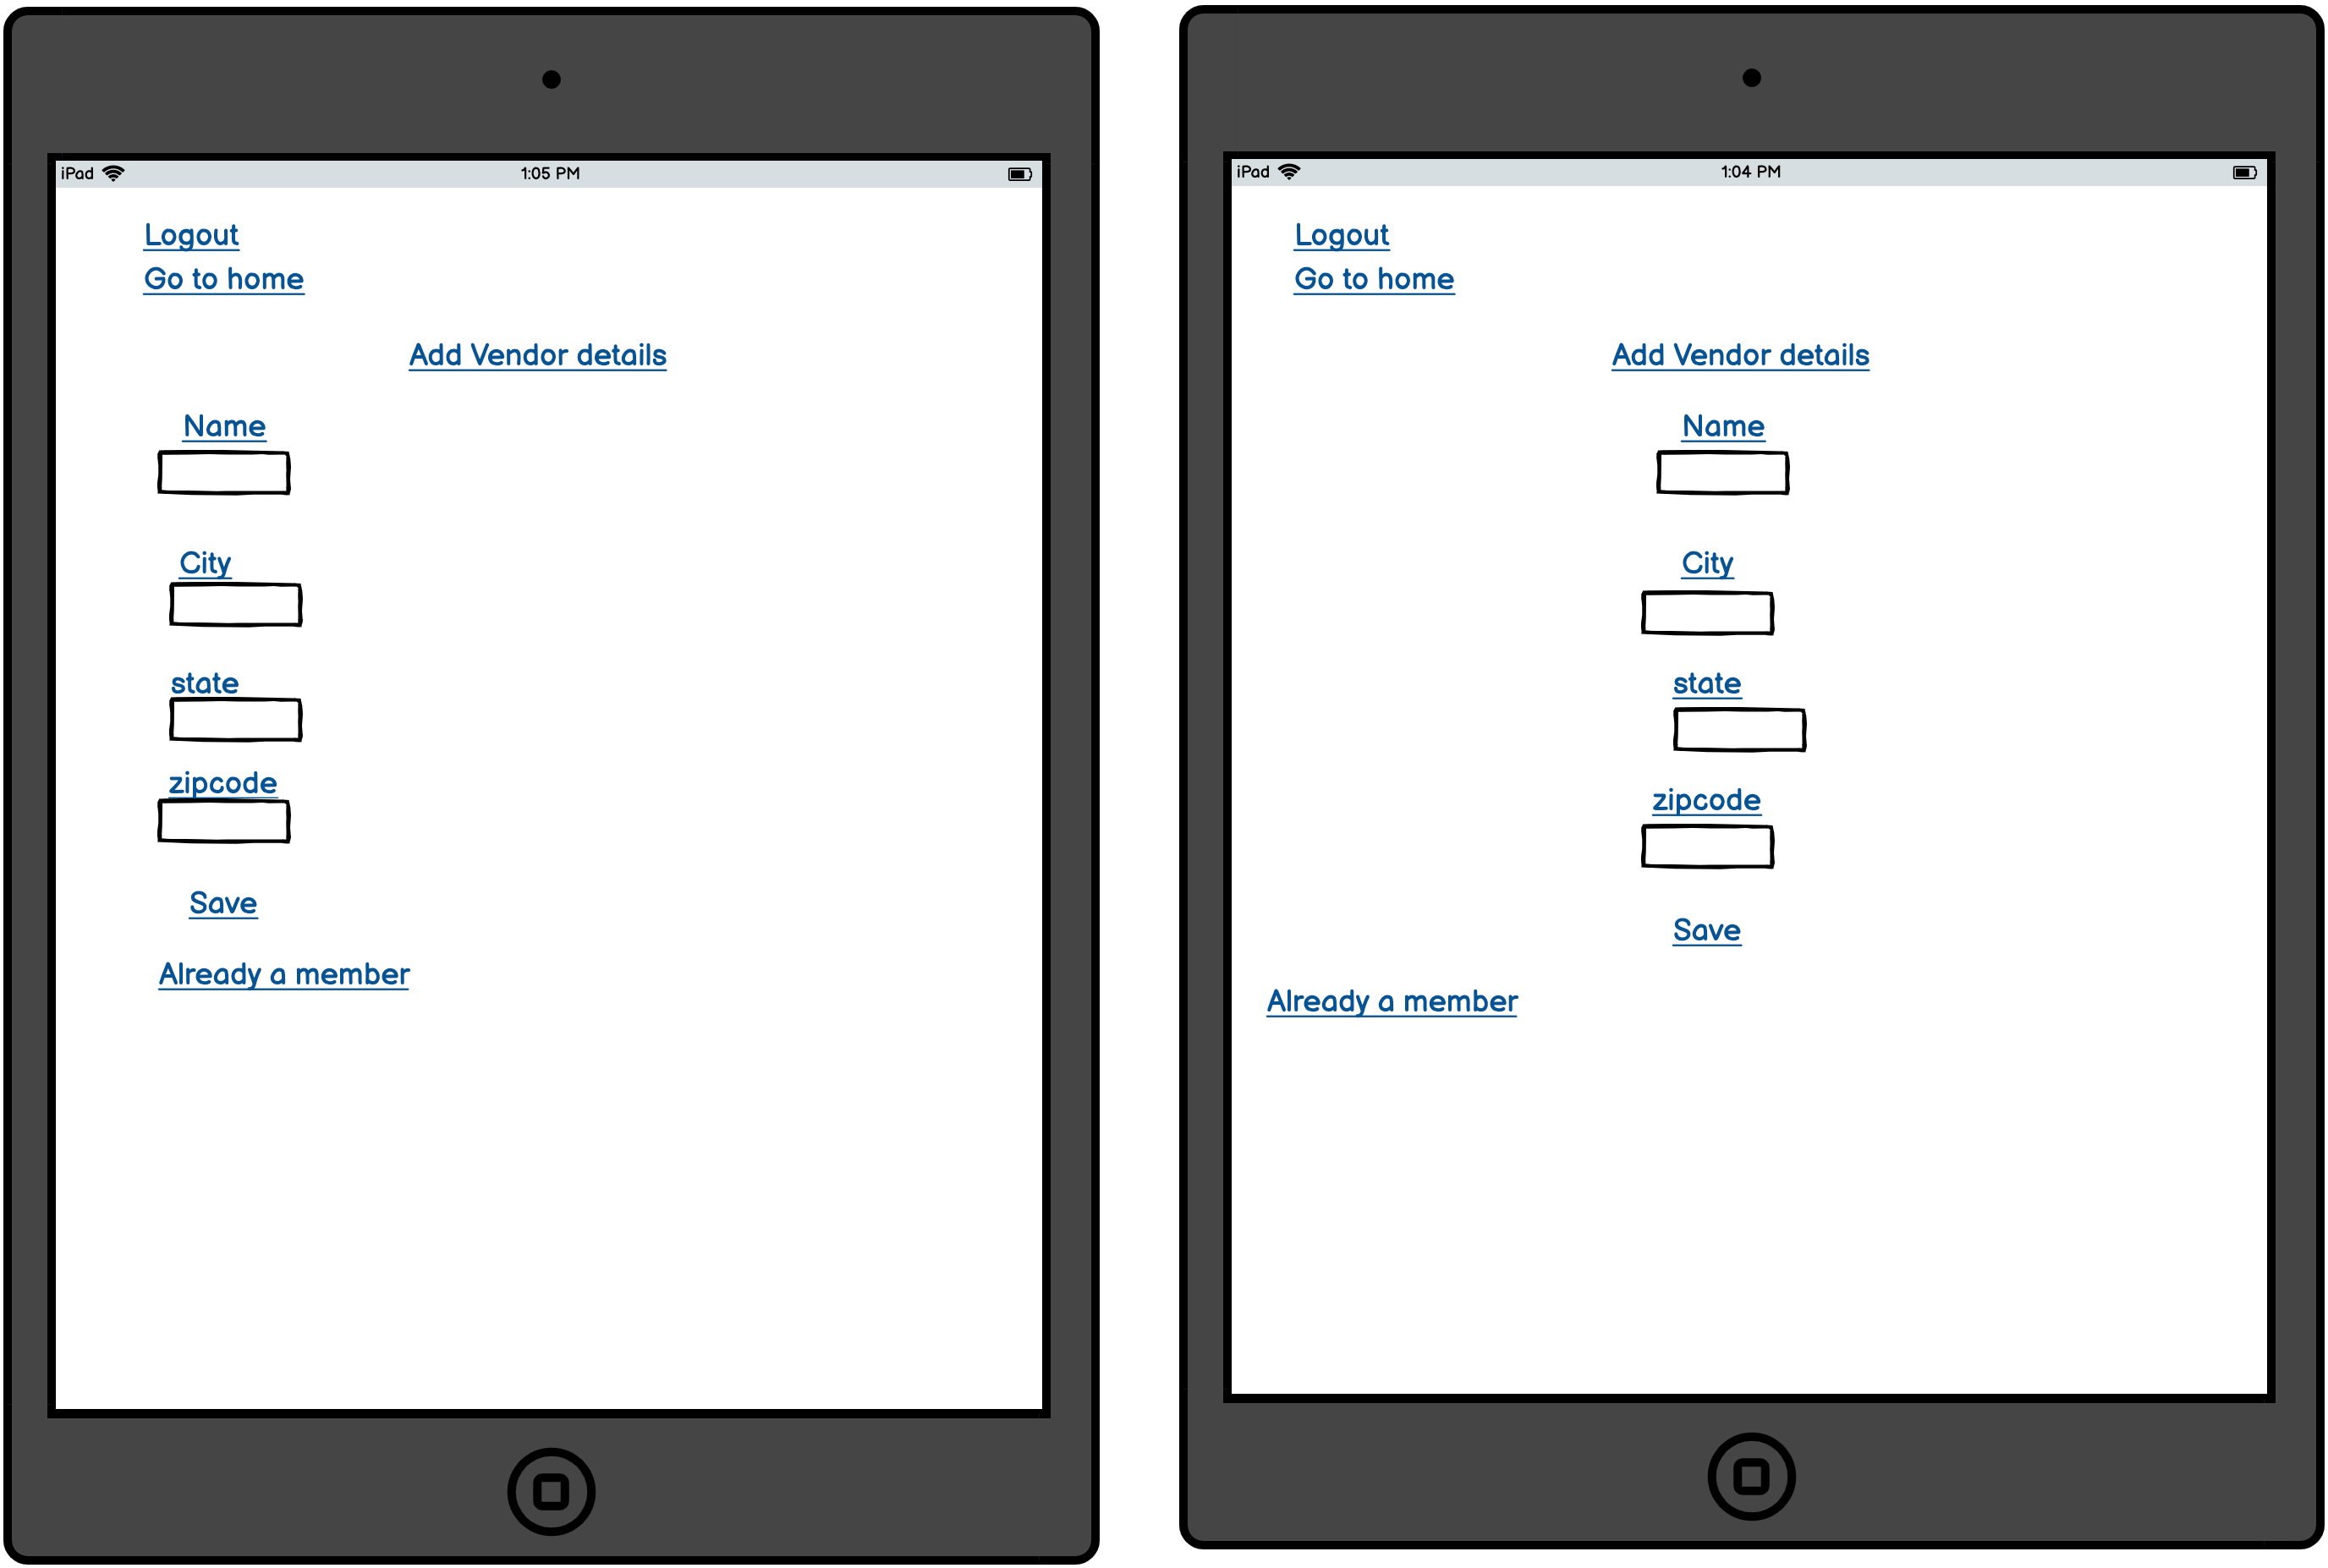 iPad 1:05 PM
Logout
Go to home
Add Vendor details
Name
City
state
zipcode
Save
Already a member
iPad 1:04 PM
Logout
Go to home
Add Vendor details
Name
City
state
zipcode
Save
Already a member